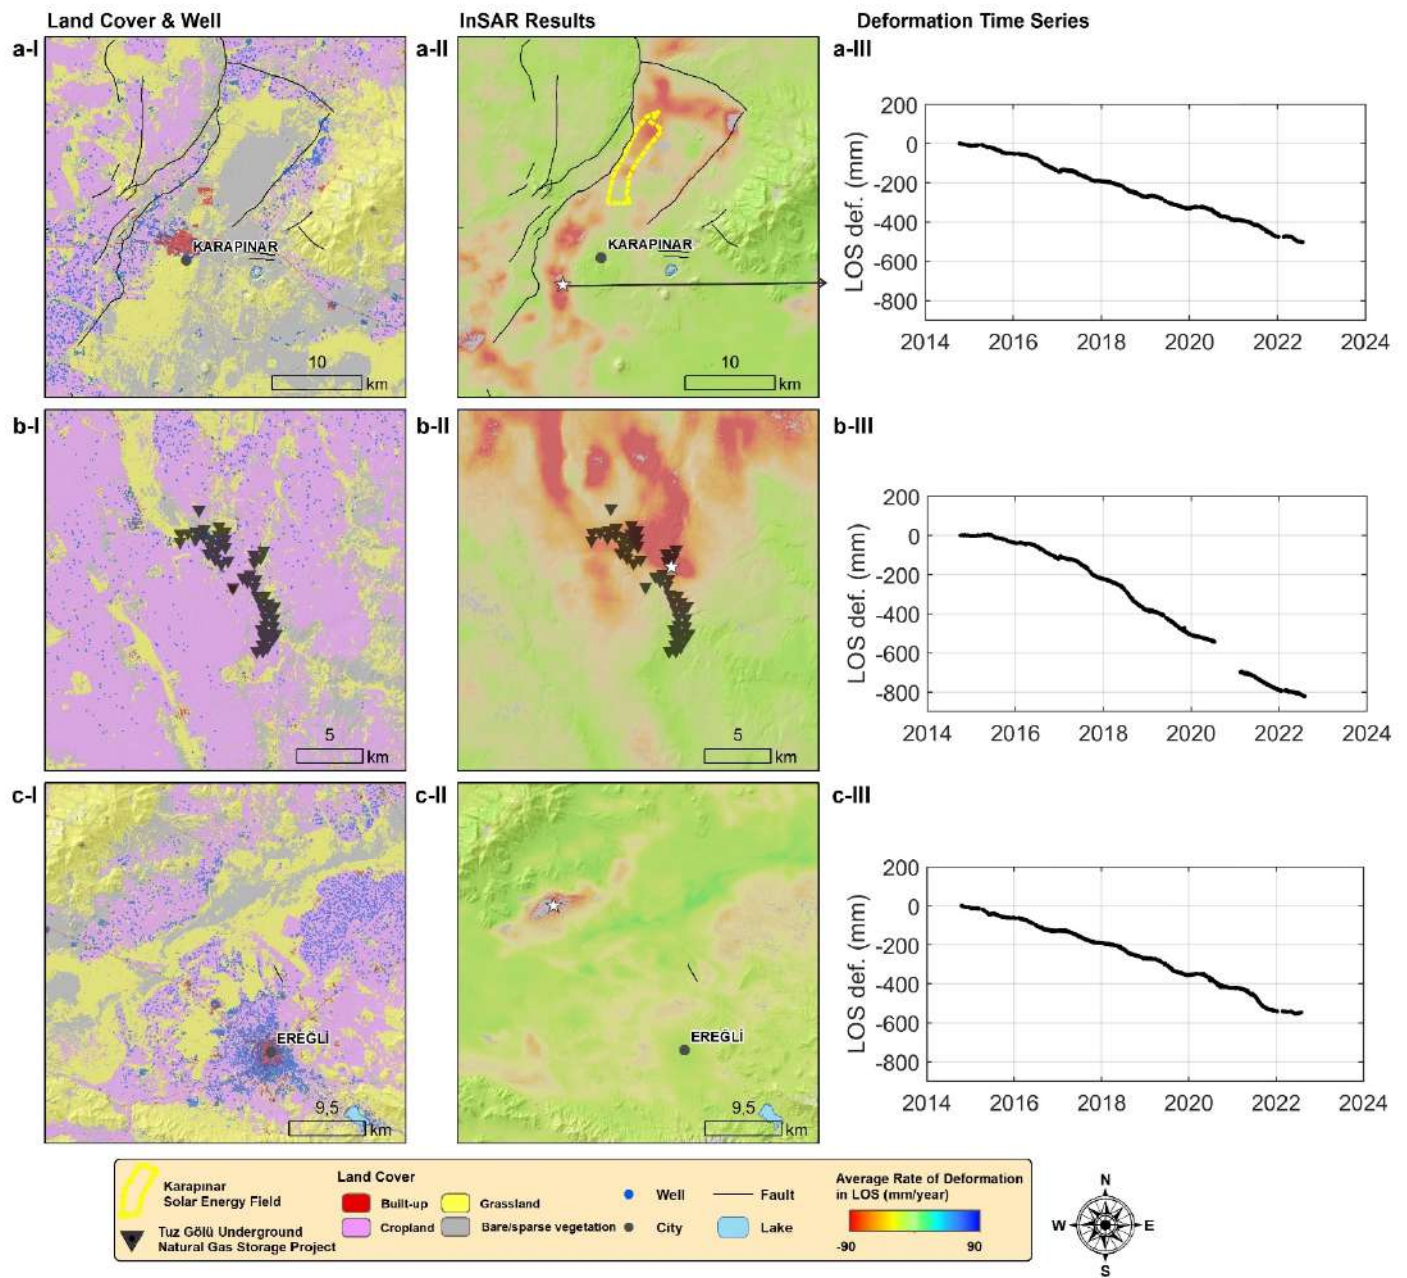 Land Cover & Well
InSAR Results
Deformation Time Series
a-I
a-II
a-III
KARAPINAR
10
km
KARAPINAR
10
km
LOS def. (mm)
200
0
-200
-400
-600
-800
2014 2016 2018 2020 2022 2024
b-I
b-II
b-III
5
km
5
km
LOS def. (mm)
200
0
-200
-400
-600
-800
2014 2016 2018 2020 2022 2024
c-I
c-II
c-III
EREĞLİ
9,5
km
EREĞLİ
9,5
km
LOS def. (mm)
200
0
-200
-400
-600
-800
2014 2016 2018 2020 2022 2024
Karapınar
Solar Energy Field
Tuz Gölü Underground
Natural Gas Storage Project
Land Cover
Built-up
Grassland
Cropland
Bare/sparse vegetation
Well
City
Fault
Lake
Average Rate of Deformation
in LOS (mm/year)
-90
90
N
W
E
S